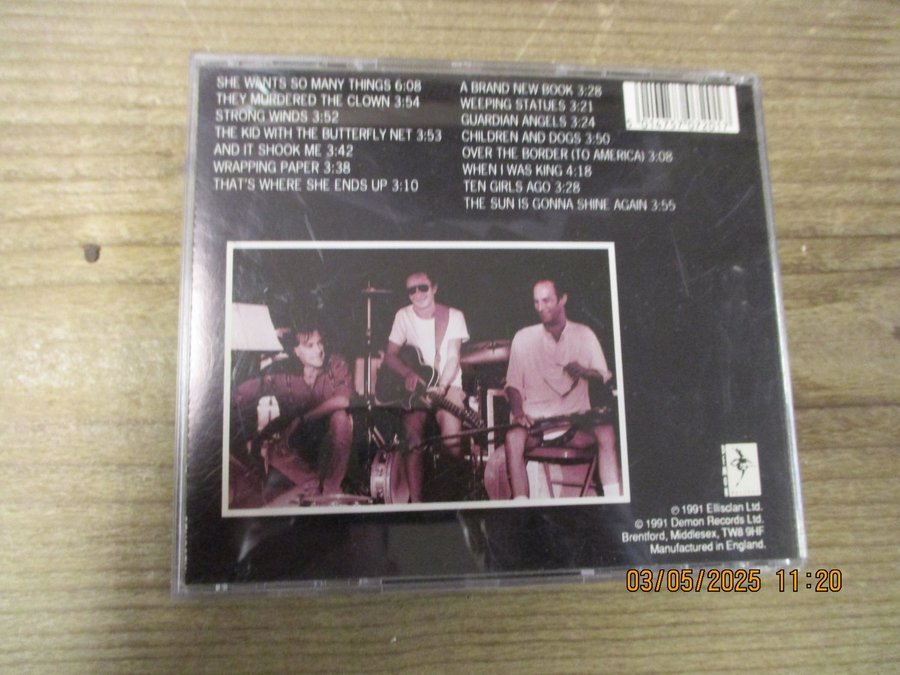 SHE WANTS SO MANY THINGS 6:08
THEY MURDERED THE CLOWN 3:54
STRONG WINDS 3:52
THE KID WITH THE BUTTERFLY NET 3:53
AND IT SHOOK ME 3:42
WRAPPING PAPER 3:38
THAT'S WHERE SHE ENDS UP 3:10
A BRAND NEW BOOK 3:28
WEEPING STATUES 3:21
GUARDIAN ANGELS 3:24
CHILDREN AND DOGS 3:50
OVER THE BORDER (TO AMERICA) 3:08
WHEN I WAS KING 4:18
TEN GIRLS AGO 3:28
THE SUN IS GONNA SHINE AGAIN 3:55
℗ 1991 Ellisclan Ltd.
© 1991 Demon Records Ltd.
Brentford, Middlesex, TW8 9HF
Manufactured in England.
03/05/2025 11:20